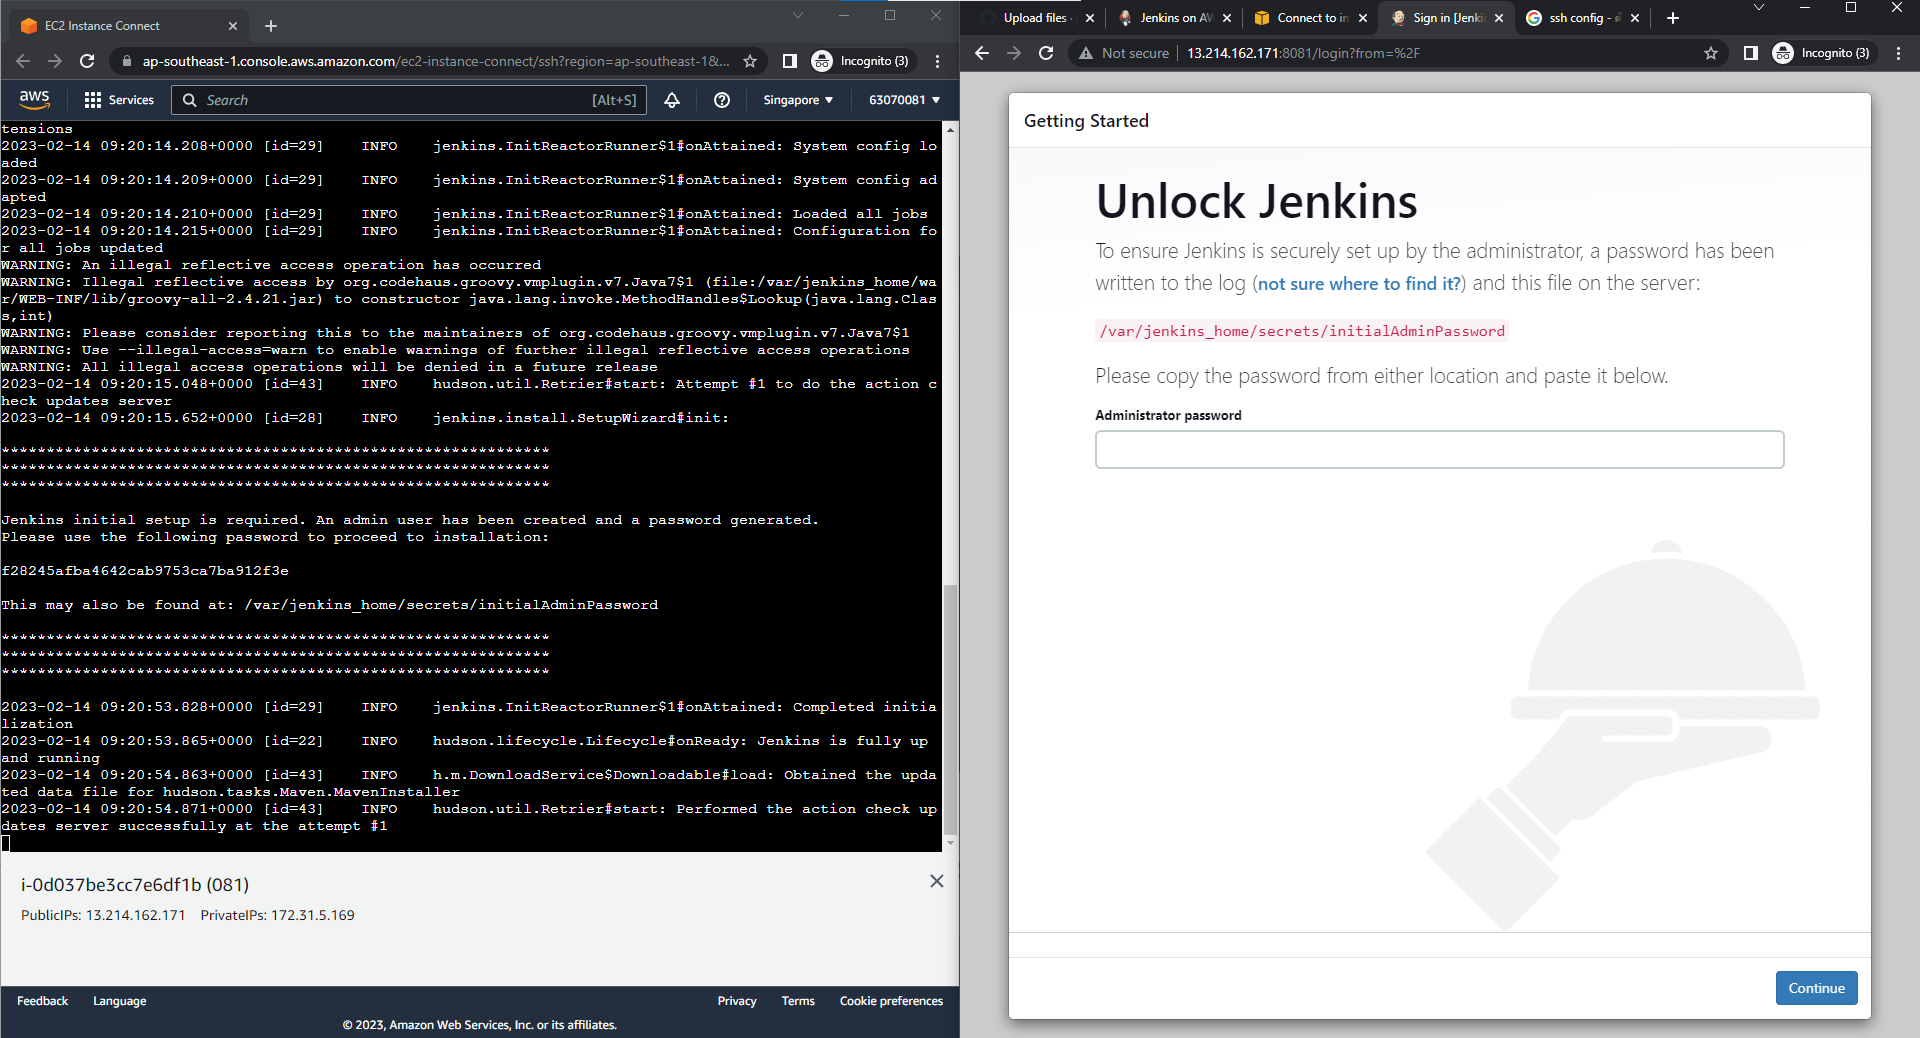 EC2 Instance Connect
ap-southeast-1.console.aws.amazon.com/ec2-instance-connect/ssh?region=ap-southeast-1&...
Incognito (3)
aws
Services
Search
[Alt+S]
Singapore
63070081
tensions
2023-02-14 09:20:14.208+0000 [id=29] INFO jenkins.InitReactorRunner$1#onAttained: System config lo
aded
2023-02-14 09:20:14.209+0000 [id=29] INFO jenkins.InitReactorRunner$1#onAttained: System config ad
apted
2023-02-14 09:20:14.210+0000 [id=29] INFO jenkins.InitReactorRunner$1#onAttained: Loaded all jobs
2023-02-14 09:20:14.215+0000 [id=29] INFO jenkins.InitReactorRunner$1#onAttained: Configuration fo
r all jobs updated
WARNING: An illegal reflective access operation has occurred
WARNING: Illegal reflective access by org.codehaus.groovy.vmplugin.v7.Java7$1 (file:/var/jenkins_home/wa
r/WEB-INF/lib/groovy-all-2.4.21.jar) to constructor java.lang.invoke.MethodHandles$Lookup(java.lang.Clas
s,int)
WARNING: Please consider reporting this to the maintainers of org.codehaus.groovy.vmplugin.v7.Java7$1
WARNING: Use --illegal-access=warn to enable warnings of further illegal reflective access operations
WARNING: All illegal access operations will be denied in a future release
2023-02-14 09:20:15.048+0000 [id=43] INFO hudson.util.Retrier#start: Attempt #1 to do the action c
heck updates server
2023-02-14 09:20:15.652+0000 [id=28] INFO jenkins.install.SetupWizard#init:
*************************************************************
*************************************************************
*************************************************************
Jenkins initial setup is required. An admin user has been created and a password generated.
Please use the following password to proceed to installation:
f28245afba4642cab9753ca7ba912f3e
This may also be found at: /var/jenkins_home/secrets/initialAdminPassword
*************************************************************
*************************************************************
*************************************************************
2023-02-14 09:20:53.828+0000 [id=29] INFO jenkins.InitReactorRunner$1#onAttained: Completed initia
lization
2023-02-14 09:20:53.865+0000 [id=22] INFO hudson.lifecycle.Lifecycle#onReady: Jenkins is fully up
and running
2023-02-14 09:20:54.863+0000 [id=43] INFO h.m.DownloadService$Downloadable#load: Obtained the upda
ted data file for hudson.tasks.Maven.MavenInstaller
2023-02-14 09:20:54.871+0000 [id=43] INFO hudson.util.Retrier#start: Performed the action check up
dates server successfully at the attempt #1
i-0d037be3cc7e6df1b (081)
PublicIPs: 13.214.162.171 PrivateIPs: 172.31.5.169
Feedback
Language
Privacy
Terms
Cookie preferences
© 2023, Amazon Web Services, Inc. or its affiliates.
Upload files ·
Jenkins on AW
Connect to in
Sign in [Jenki
ssh config -
Not secure
13.214.162.171:8081/login?from=%2F
Incognito (3)
Getting Started
Unlock Jenkins
To ensure Jenkins is securely set up by the administrator, a password has been
written to the log (not sure where to find it?) and this file on the server:
/var/jenkins_home/secrets/initialAdminPassword
Please copy the password from either location and paste it below.
Administrator password
Continue